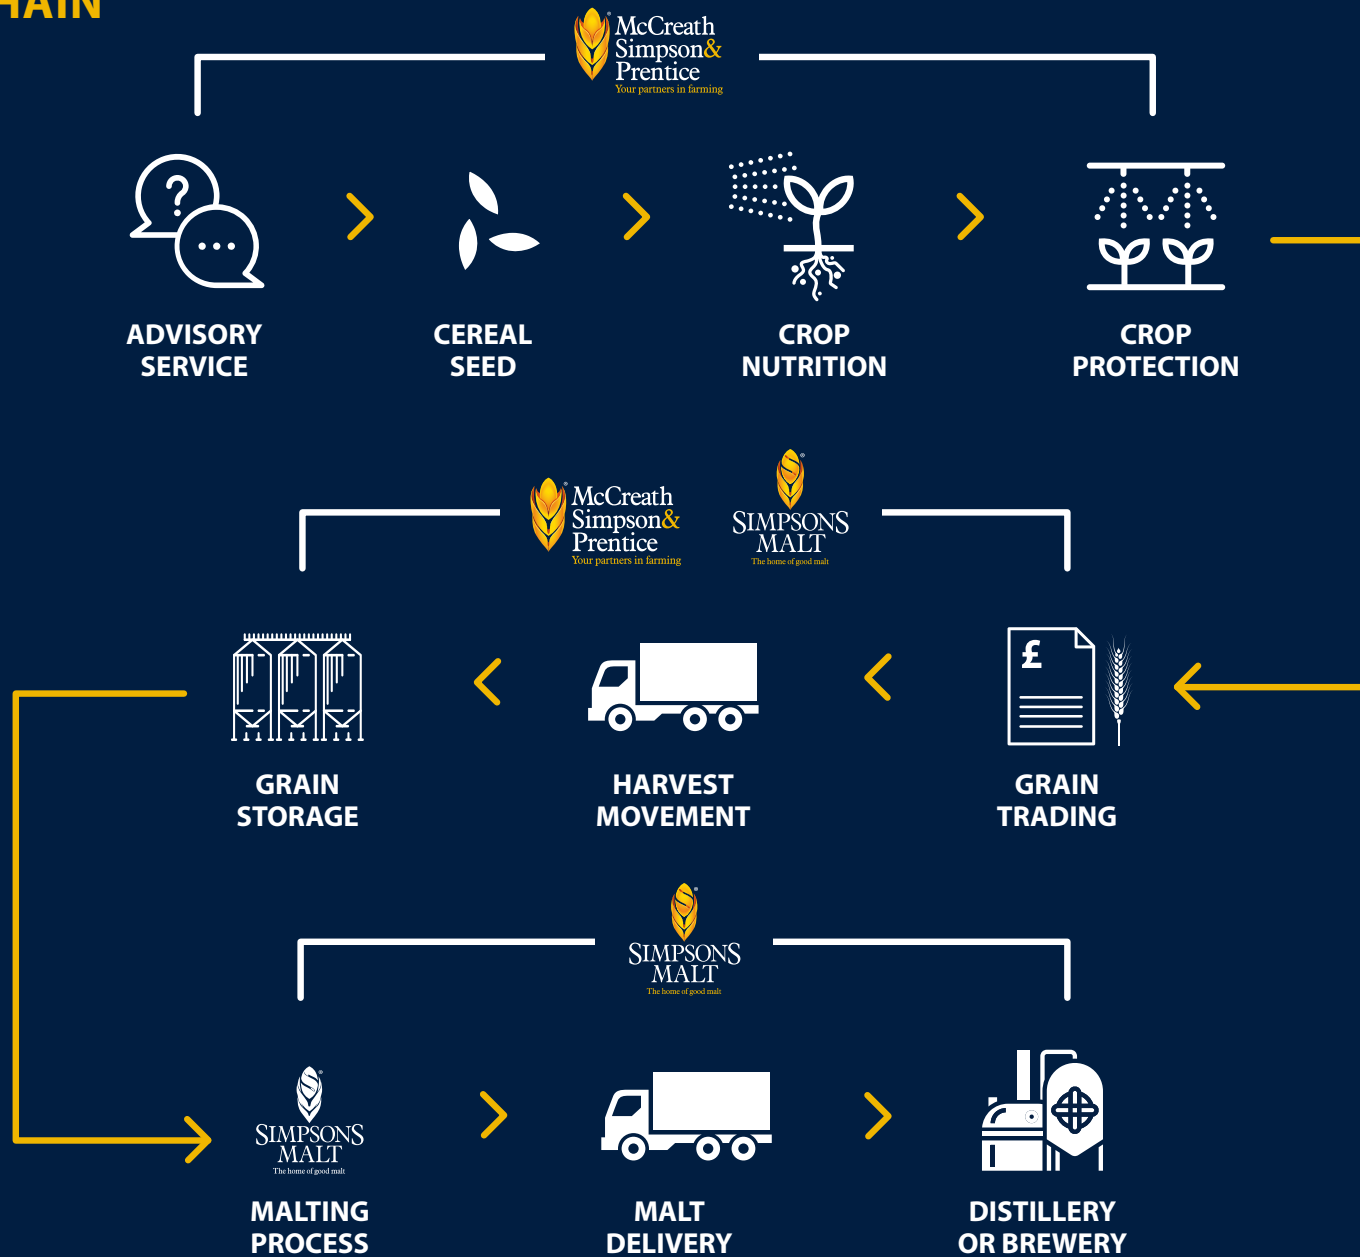 McCreath
Simpson&
Prentice
Your partners in farming
?
ADVISORY
SERVICE
CEREAL
SEED
CROP
NUTRITION
CROP
PROTECTION
McCreath
Simpson&
Prentice
Your partners in farming
SIMPSONS
MALT
The home of good malt
GRAIN
STORAGE
HARVEST
MOVEMENT
£
GRAIN
TRADING
SIMPSONS
MALT
The home of good malt
SIMPSONS
MALT
The home of good malt
MALTING
PROCESS
MALT
DELIVERY
DISTILLERY
OR BREWERY